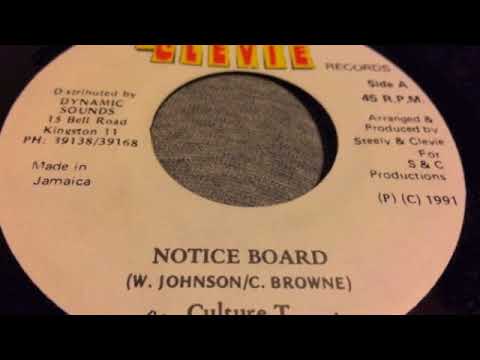 CLEVIE
RECORDS
Distributed by
DYNAMIC
SOUNDS
15 Bell Road
Kingston 11
PH: 39138/39168
Made in
Jamaica
Side A
45 R.P.M.
Arranged &
Produced by
Steely & Clevie
For
S & C
Productions
(P) (C) 1991
NOTICE BOARD
(W. JOHNSON/C. BROWNE)
Culture T